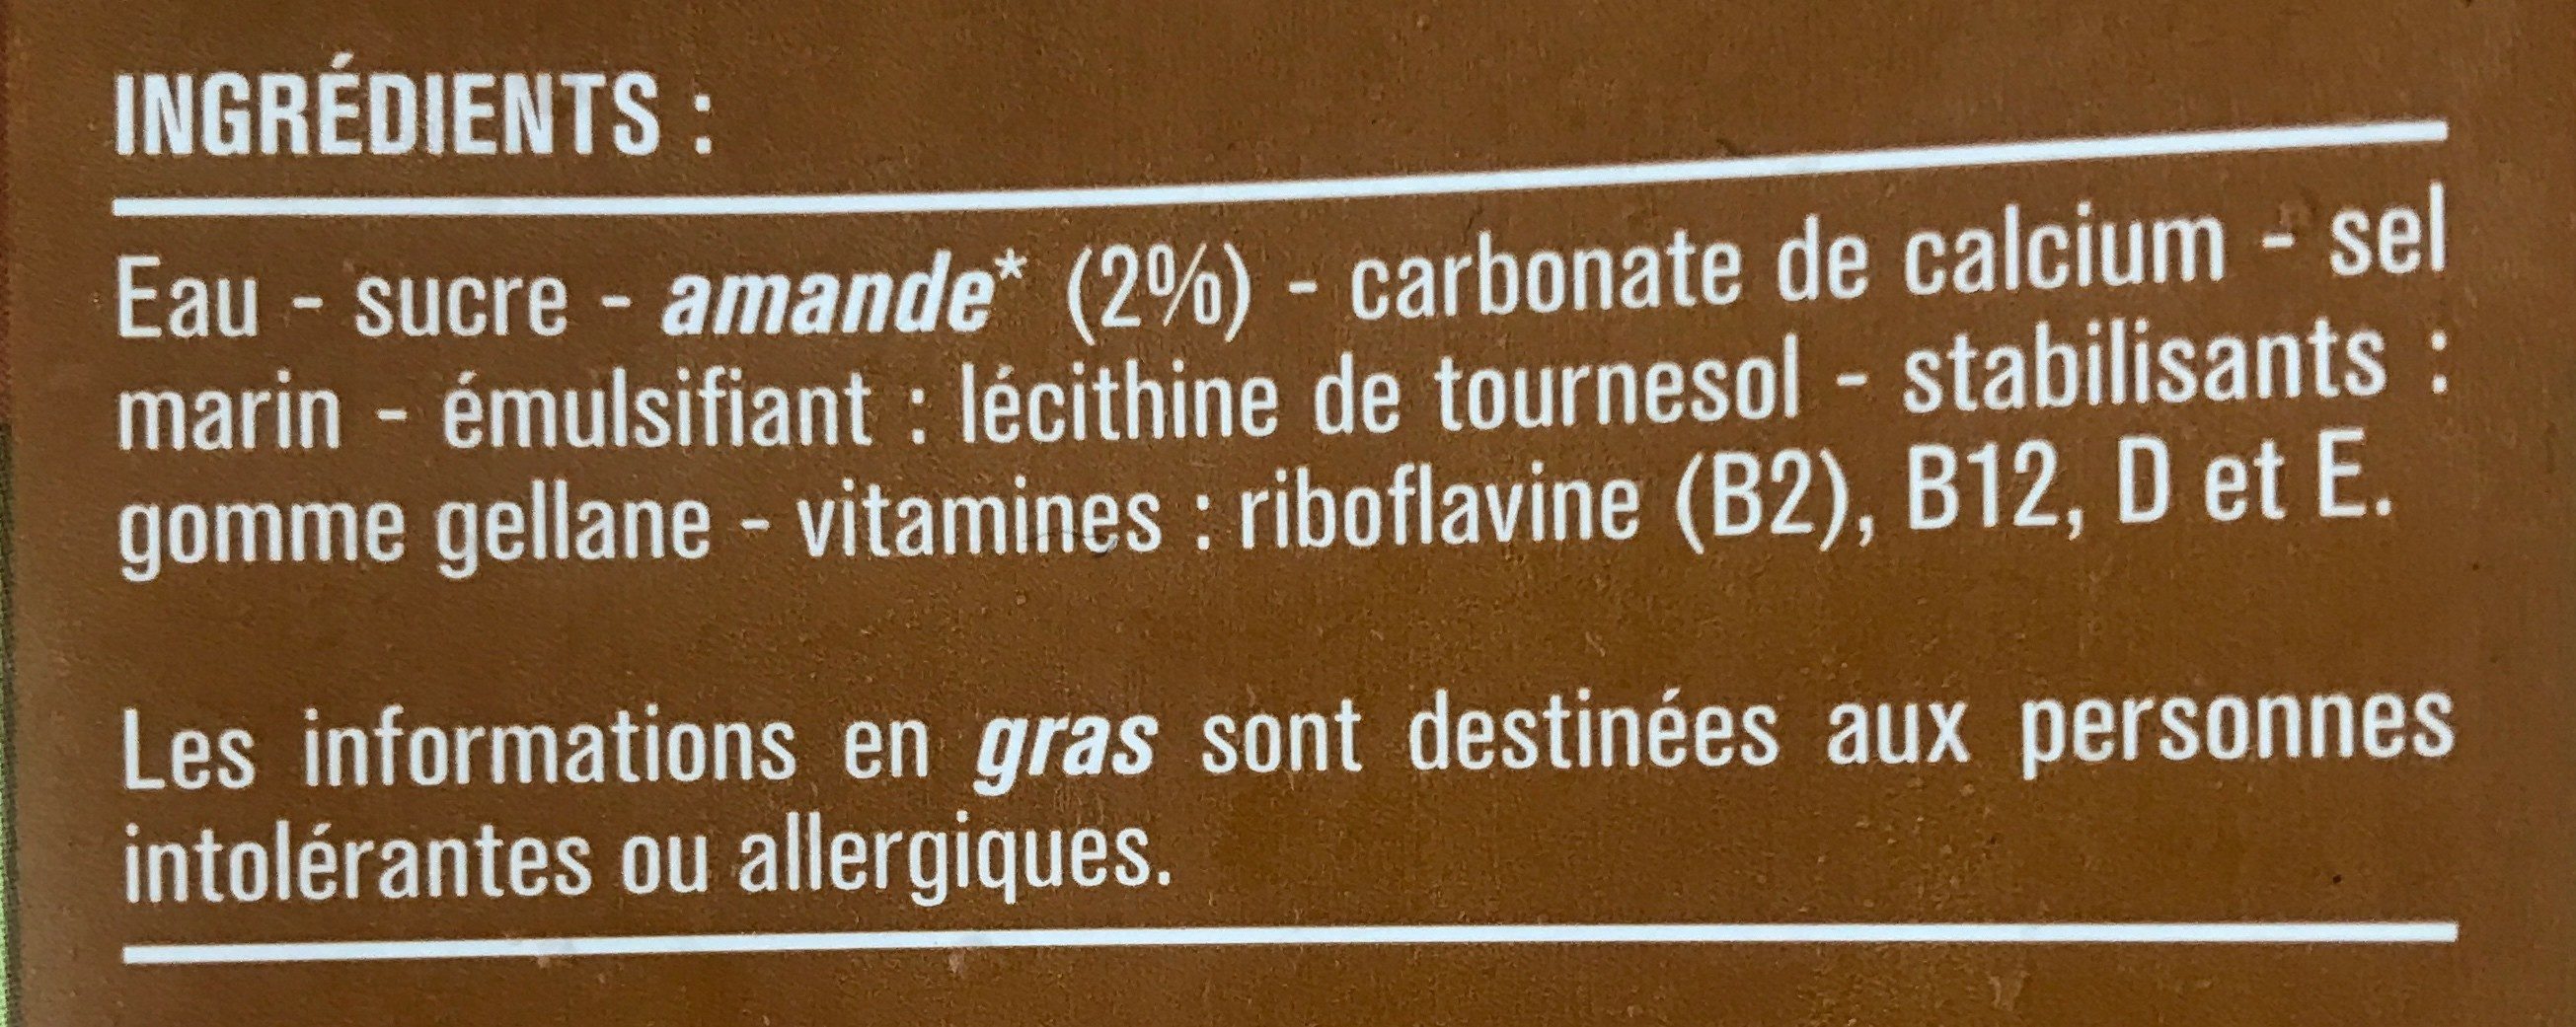 INGRÉDIENTS :
Eau - sucre - amande* (2%) - carbonate de calcium - sel
marin - émulsifiant : lécithine de tournesol - stabilisants :
gomme gellane - vitamines : riboflavine (B2), B12, D et E.
Les informations en gras sont destinées aux personnes
intolérantes ou allergiques.